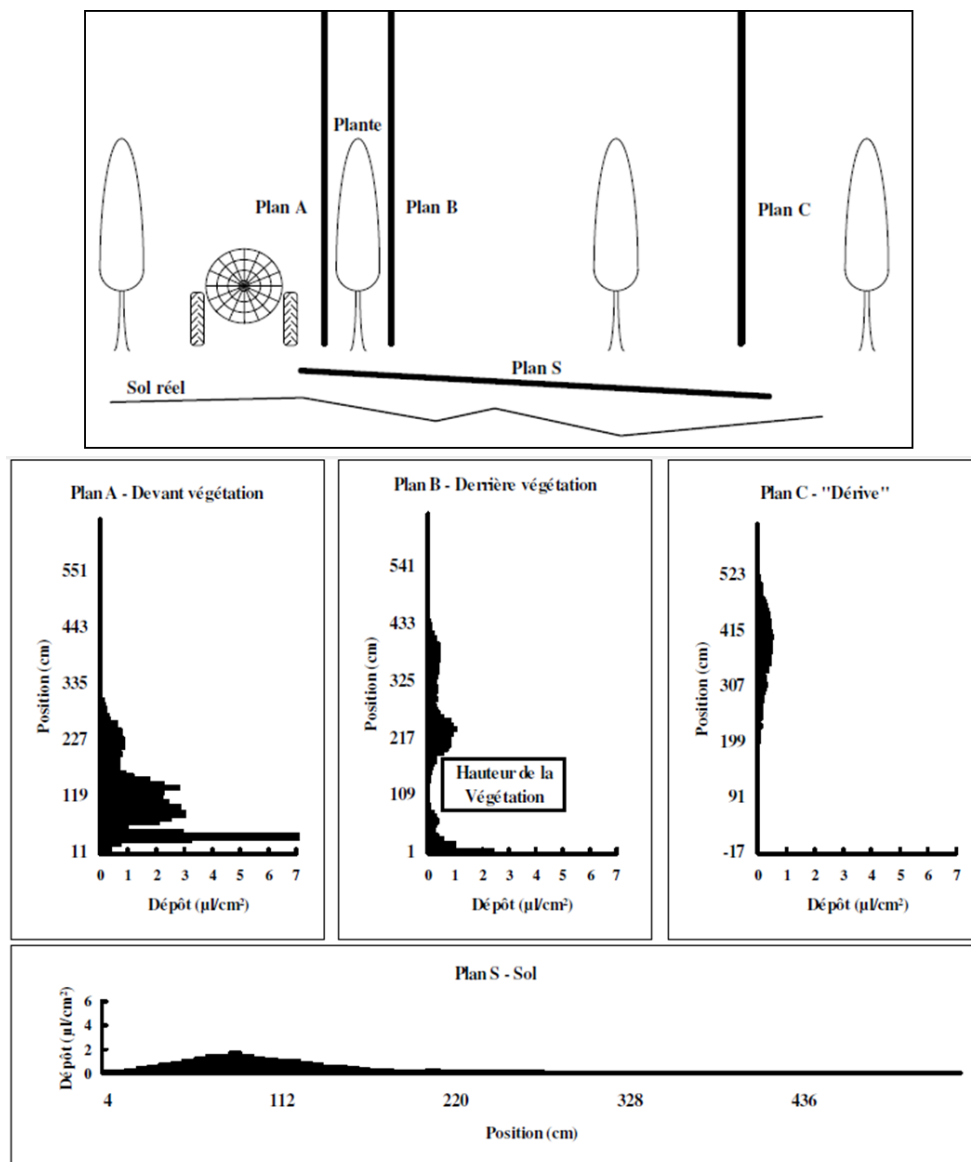 Plante
Plan A
Plan B
Plan C
Plan S
Sol réel
Plan A - Devant végétation
551
443
335
227
119
11
Position (cm)
0 1 2 3 4 5 6 7
Dépôt (µl/cm²)
Plan B - Derrière végétation
541
433
325
217
109
1
Position (cm)
Hauteur de la
Végétation
0 1 2 3 4 5 6 7
Dépôt (µl/cm²)
Plan C - "Dérive"
523
415
307
199
91
-17
Position (cm)
0 1 2 3 4 5 6 7
Dépôt (µl/cm²)
Plan S - Sol
Dépôt (µl/cm²)
6
4
2
0
4 112 220 328 436
Position (cm)